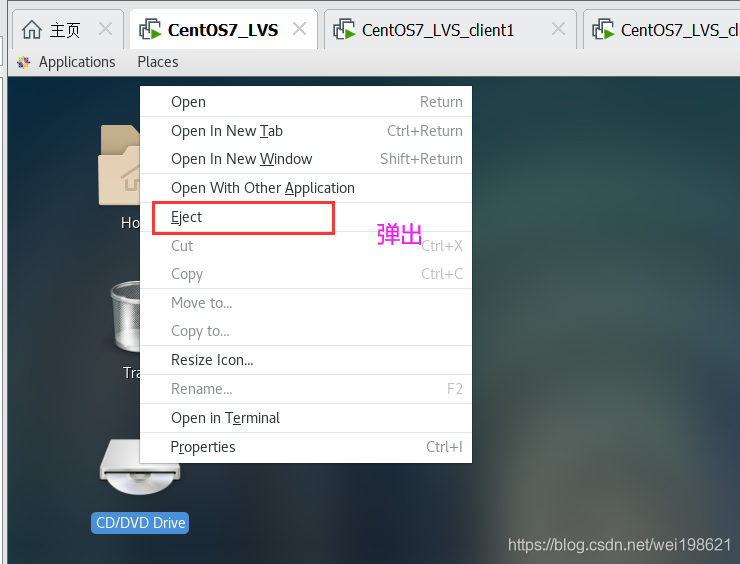 主页
CentOS7_LVS
CentOS7_LVS_client1
CentOS7_LVS_cl
Applications
Places
Open Return
Open In New Tab Ctrl+Return
Open In New Window Shift+Return
Open With Other Application
Eject
弹出
Cut Ctrl+X
Copy Ctrl+C
Move to...
Copy to...
Resize Icon...
Rename... F2
Open in Terminal
Properties Ctrl+I
Ho
Tra
CD/DVD Drive
https://blog.csdn.net/wei198621